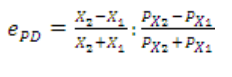 e_PD = (X_2 − X_1)/(X_2 + X_1) : (P_X2 − P_X1)/(P_X2 + P_X1)